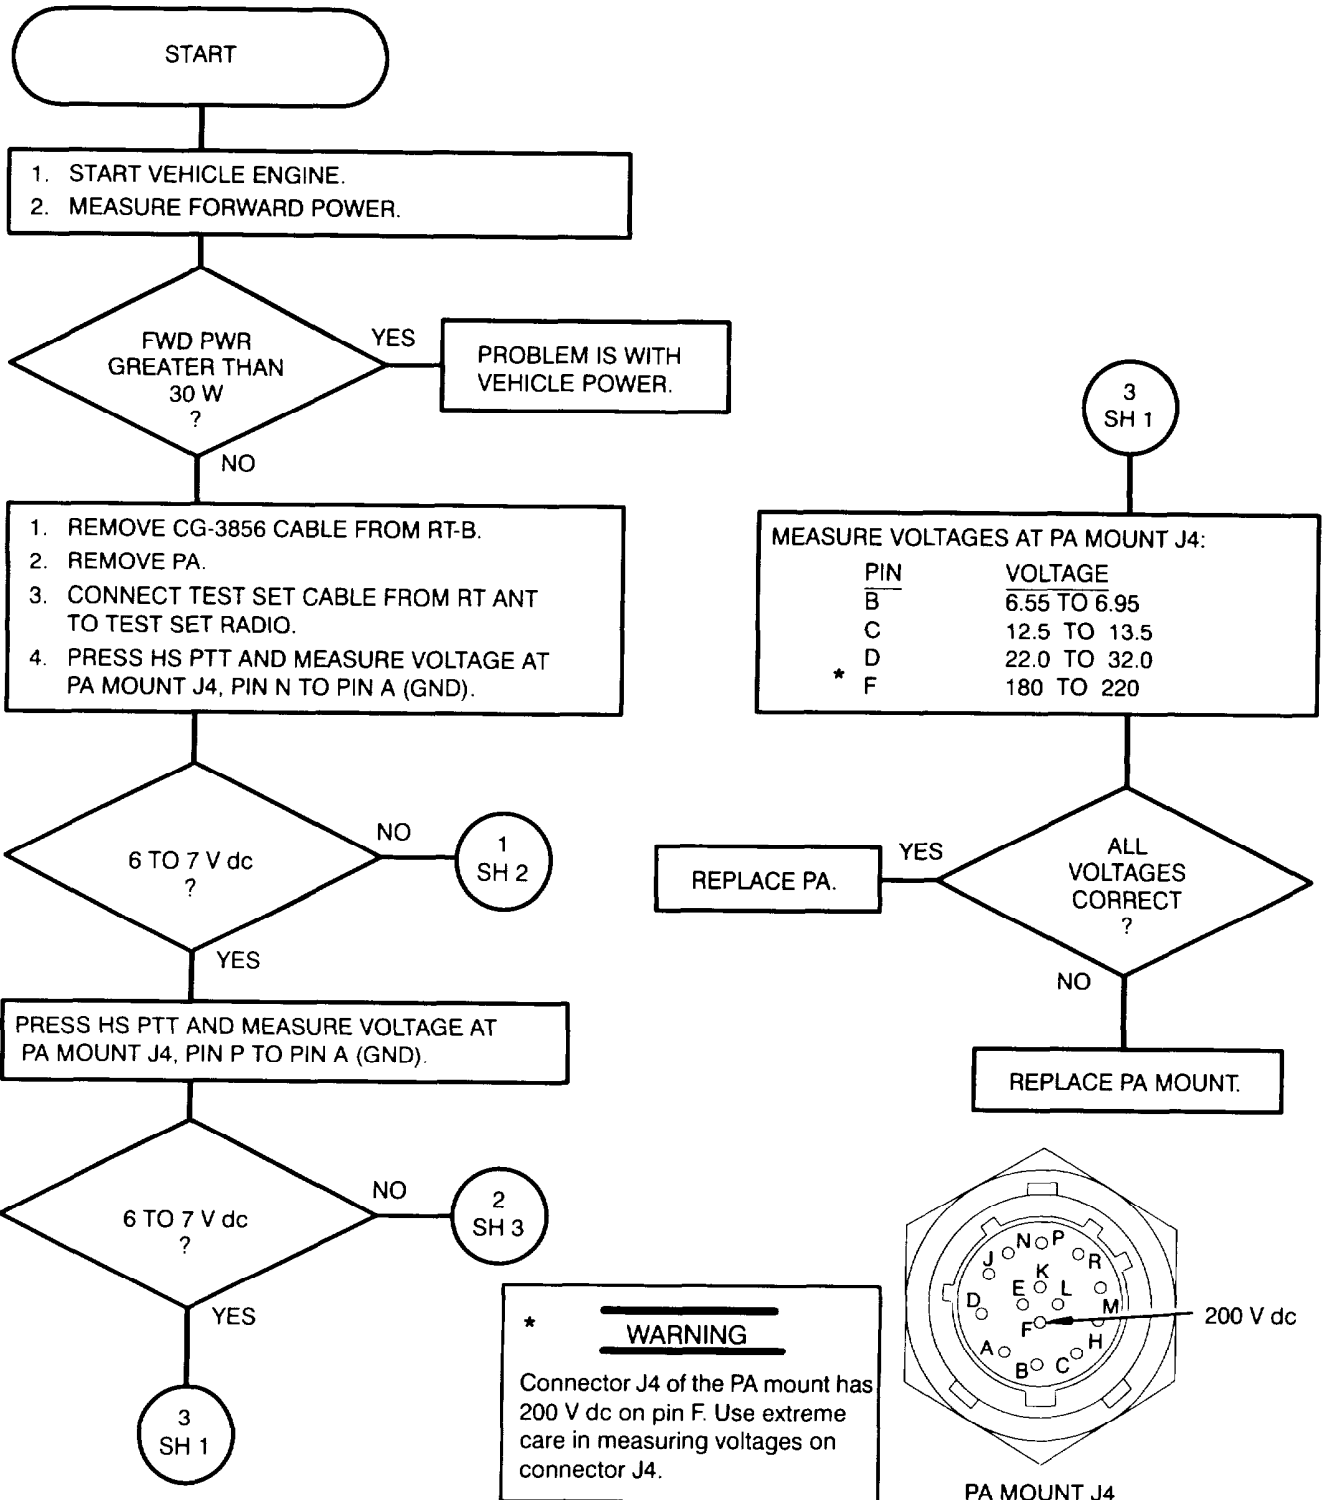 START
1. START VEHICLE ENGINE.
2. MEASURE FORWARD POWER.
FWD PWR
GREATER THAN
30 W
?
YES
PROBLEM IS WITH
VEHICLE POWER.
NO
1. REMOVE CG-3856 CABLE FROM RT-B.
2. REMOVE PA.
3. CONNECT TEST SET CABLE FROM RT ANT
TO TEST SET RADIO.
4. PRESS HS PTT AND MEASURE VOLTAGE AT
PA MOUNT J4, PIN N TO PIN A (GND).
6 TO 7 V dc
?
NO
1
SH 2
YES
PRESS HS PTT AND MEASURE VOLTAGE AT
PA MOUNT J4, PIN P TO PIN A (GND).
6 TO 7 V dc
?
NO
2
SH 3
YES
3
SH 1
3
SH 1
MEASURE VOLTAGES AT PA MOUNT J4:
PIN VOLTAGE
B 6.55 TO 6.95
C 12.5 TO 13.5
D 22.0 TO 32.0
* F 180 TO 220
ALL
VOLTAGES
CORRECT
?
YES
REPLACE PA.
NO
REPLACE PA MOUNT.
* WARNING
Connector J4 of the PA mount has
200 V dc on pin F. Use extreme
care in measuring voltages on
connector J4.
N P
J R
K
E L
D M
F
200 V dc
A H
B C
PA MOUNT J4